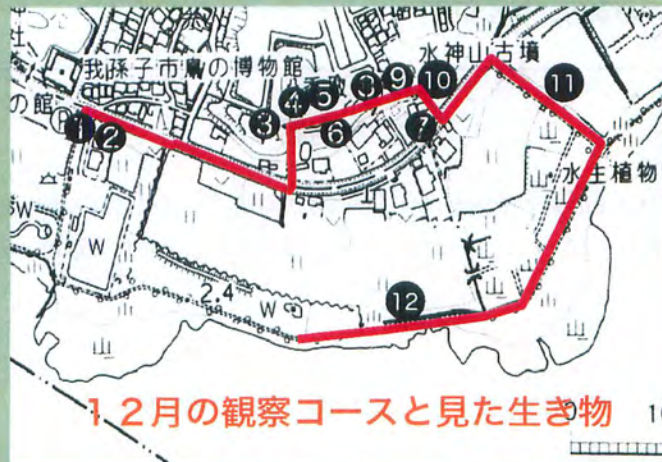 水神山古墳
我孫子市鳥の博物館
の館
水生植物
① ② ③ ④ ⑤ ⑥ ⑦ ⑨ ⑩ ⑪ ⑫
W
W
2.4
W
12月の観察コースと見た生き物
0